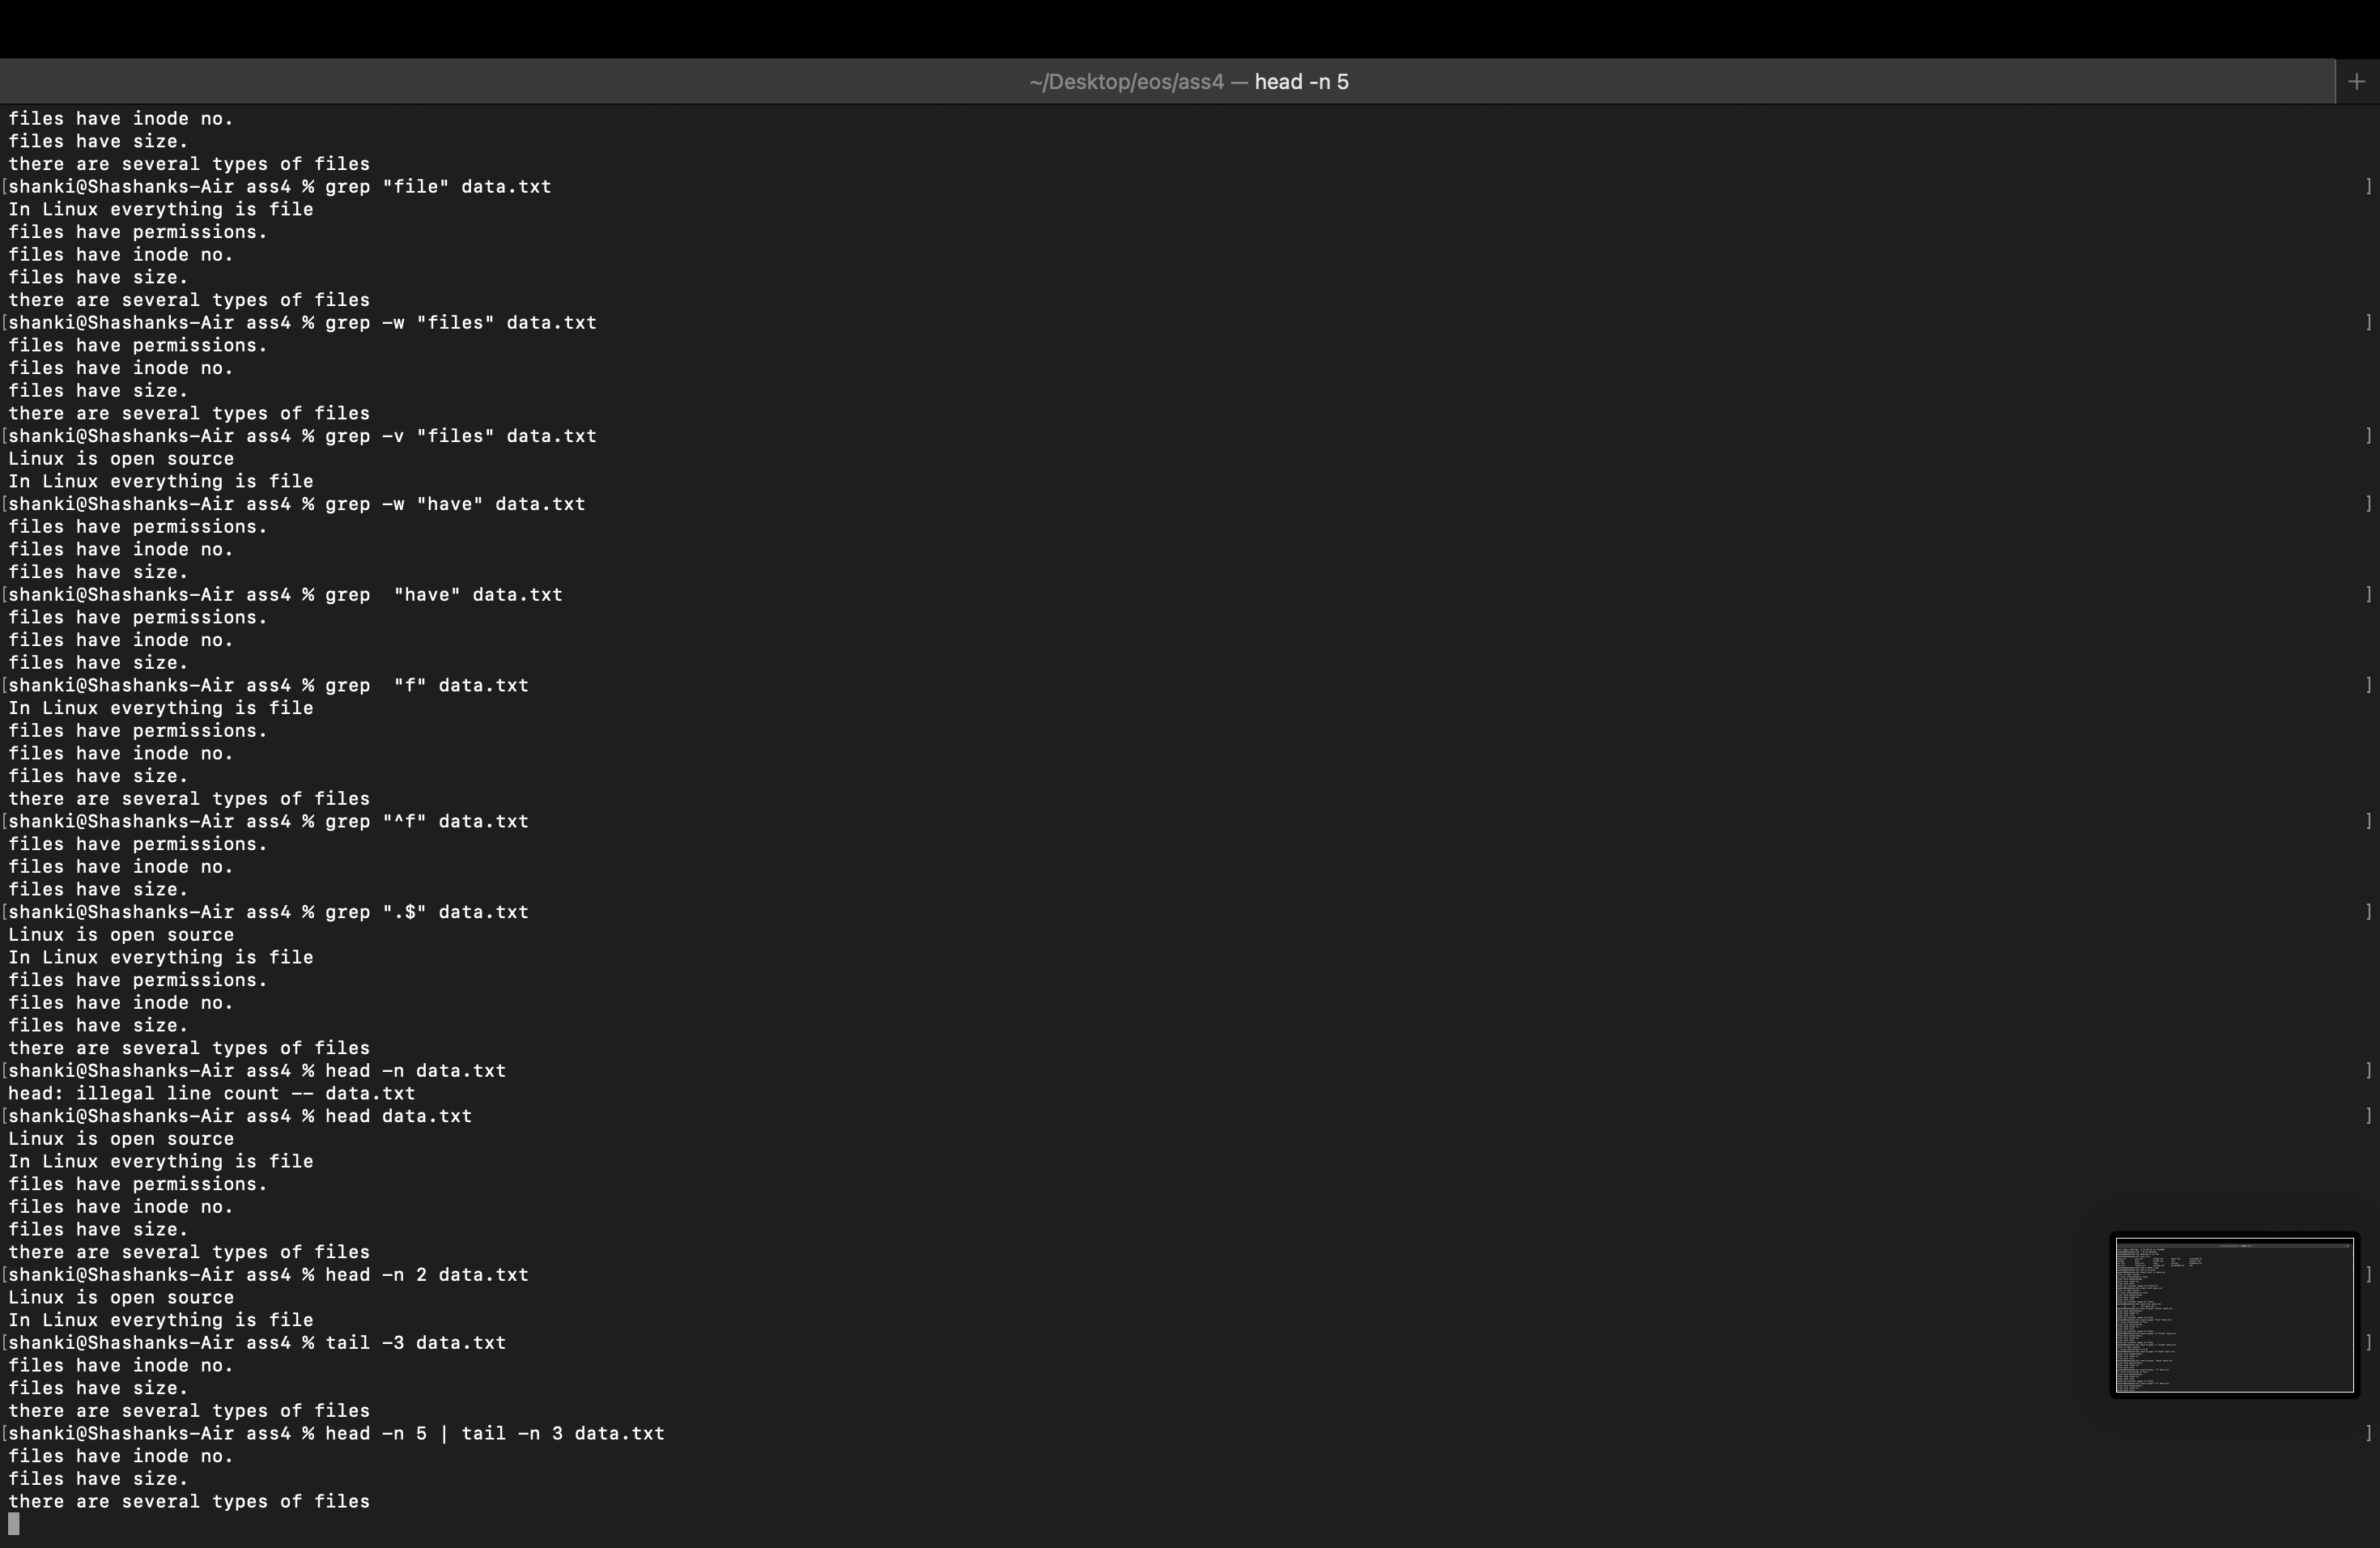 ~/Desktop/eos/ass4 — head -n 5
files have inode no.
files have size.
there are several types of files
[shanki@Shashanks-Air ass4 % grep "file" data.txt ]
In Linux everything is file
files have permissions.
files have inode no.
files have size.
there are several types of files
[shanki@Shashanks-Air ass4 % grep -w "files" data.txt ]
files have permissions.
files have inode no.
files have size.
there are several types of files
[shanki@Shashanks-Air ass4 % grep -v "files" data.txt ]
Linux is open source
In Linux everything is file
[shanki@Shashanks-Air ass4 % grep -w "have" data.txt ]
files have permissions.
files have inode no.
files have size.
[shanki@Shashanks-Air ass4 % grep  "have" data.txt ]
files have permissions.
files have inode no.
files have size.
[shanki@Shashanks-Air ass4 % grep  "f" data.txt ]
In Linux everything is file
files have permissions.
files have inode no.
files have size.
there are several types of files
[shanki@Shashanks-Air ass4 % grep "^f" data.txt ]
files have permissions.
files have inode no.
files have size.
[shanki@Shashanks-Air ass4 % grep ".$" data.txt ]
Linux is open source
In Linux everything is file
files have permissions.
files have inode no.
files have size.
there are several types of files
[shanki@Shashanks-Air ass4 % head -n data.txt ]
head: illegal line count -- data.txt
[shanki@Shashanks-Air ass4 % head data.txt ]
Linux is open source
In Linux everything is file
files have permissions.
files have inode no.
files have size.
there are several types of files
[shanki@Shashanks-Air ass4 % head -n 2 data.txt ]
Linux is open source
In Linux everything is file
[shanki@Shashanks-Air ass4 % tail -3 data.txt ]
files have inode no.
files have size.
there are several types of files
[shanki@Shashanks-Air ass4 % head -n 5 | tail -n 3 data.txt ]
files have inode no.
files have size.
there are several types of files